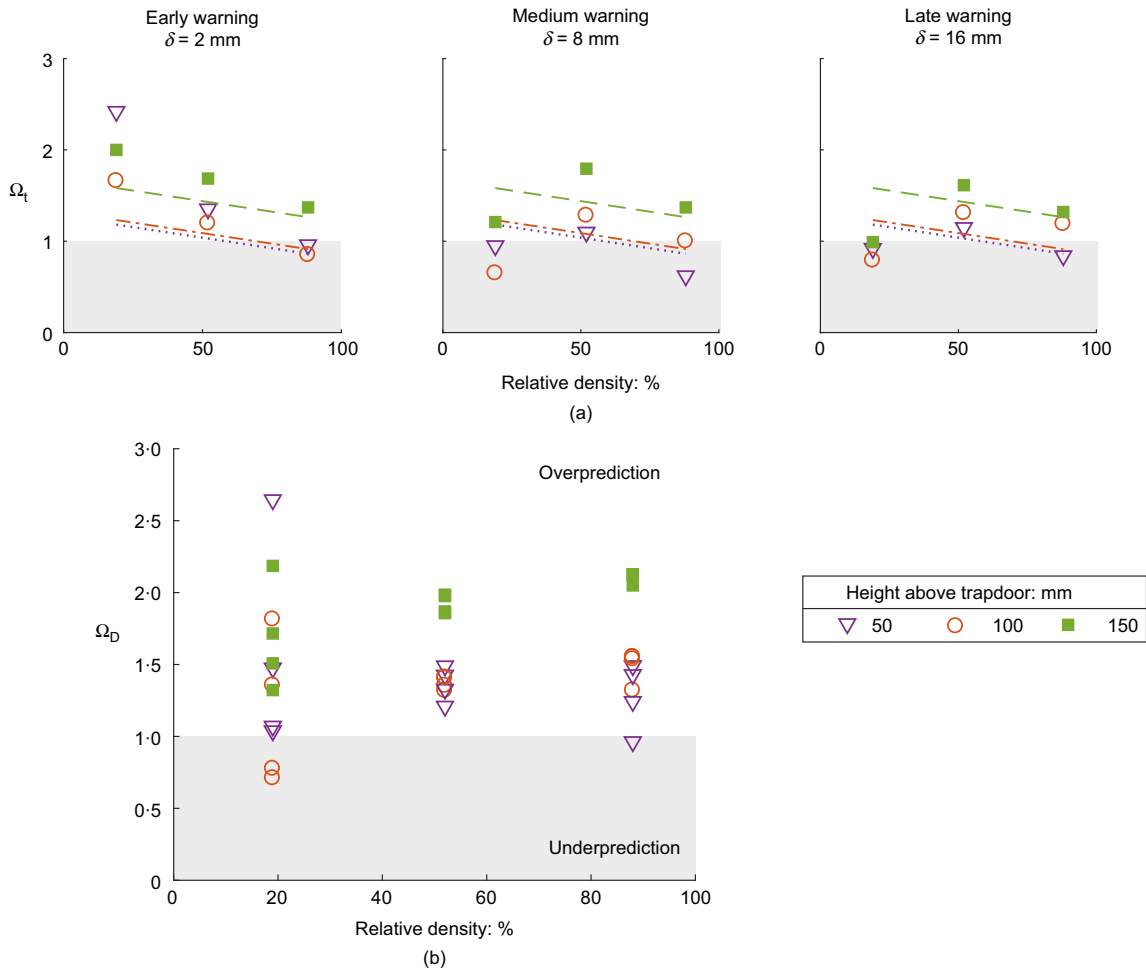 Early warning
δ = 2 mm
Medium warning
δ = 8 mm
Late warning
δ = 16 mm
3
2
Ωt
1
0
0
50
100
0
50
100
0
50
100
Relative density: %
(a)
3·0
Overprediction
2·5
2·0
Height above trapdoor: mm
50
100
150
ΩD
1·5
1·0
0·5
Underprediction
0
0
20
40
60
80
100
Relative density: %
(b)